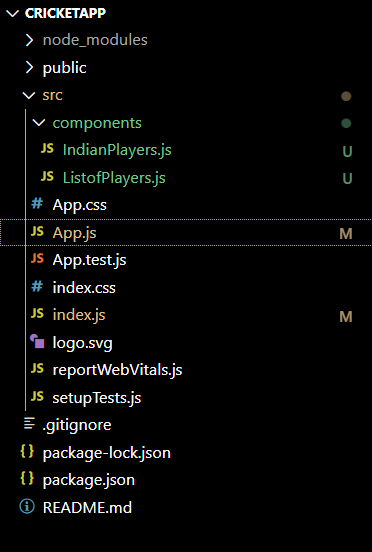 CRICKETAPP
node_modules
public
src
components
JS IndianPlayers.js U
JS ListofPlayers.js U
# App.css
JS App.js M
JS App.test.js
# index.css
JS index.js M
logo.svg
JS reportWebVitals.js
JS setupTests.js
.gitignore
{} package-lock.json
{} package.json
README.md